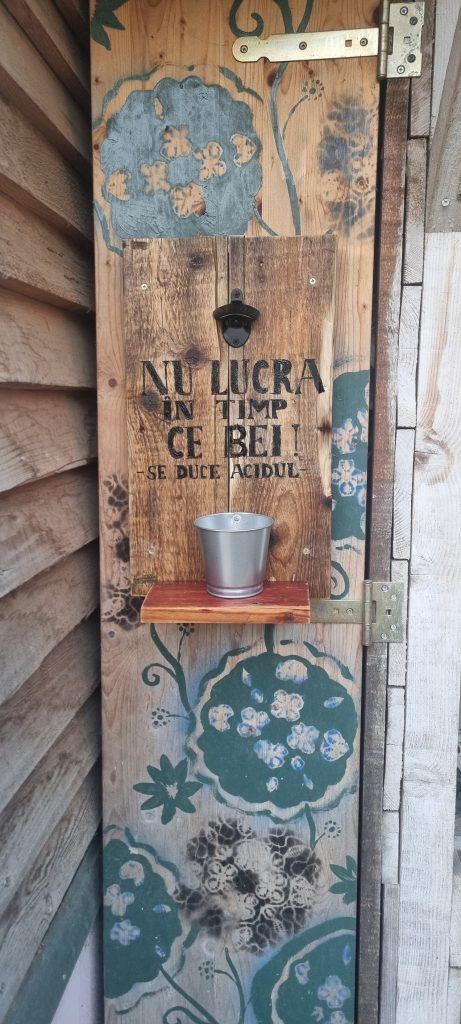 NU LUCRA
ÎN TIMP
CE BEI!
-SE DUCE ACIDUL-